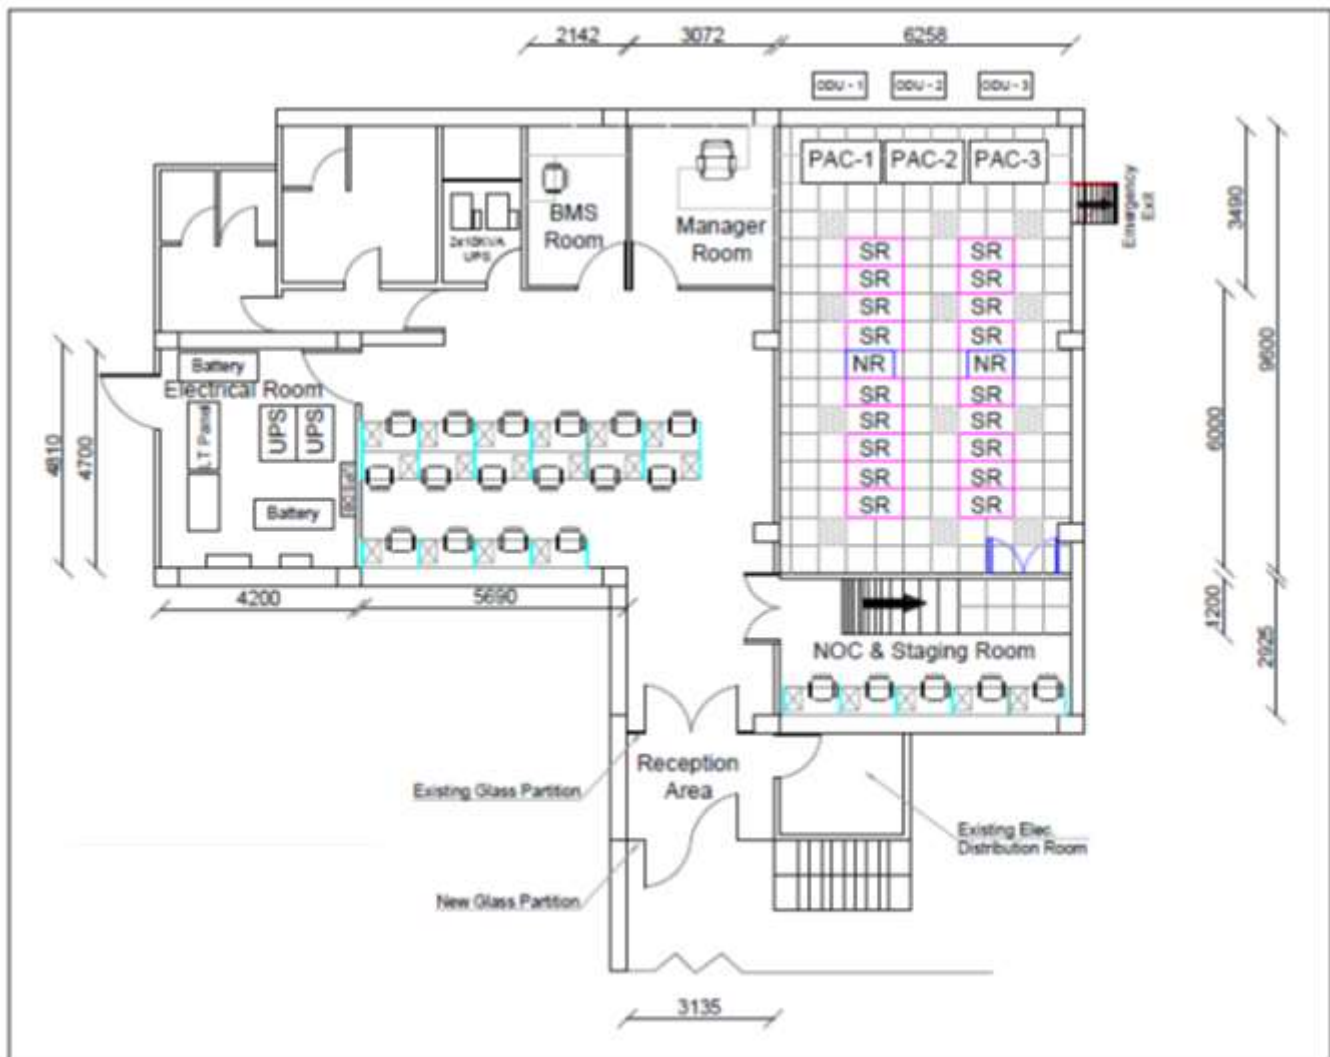 2142
3072
6258
ODU - 1
ODU - 2
ODU - 3
PAC-1
PAC-2
PAC-3
Emergency
Exit
3490
BMS
Room
Manager
Room
2x10KVA
UPS
SR
SR
SR
SR
SR
SR
SR
SR
NR
NR
SR
SR
SR
SR
SR
SR
SR
SR
SR
SR
9600
6000
Battery
Electrical Room
LT Panel
UPS
UPS
Battery
4810
4700
4200
5690
1200
2925
NOC & Staging Room
Reception
Area
Existing Glass Partition
Existing Elec.
Distribution Room
New Glass Partition
3135